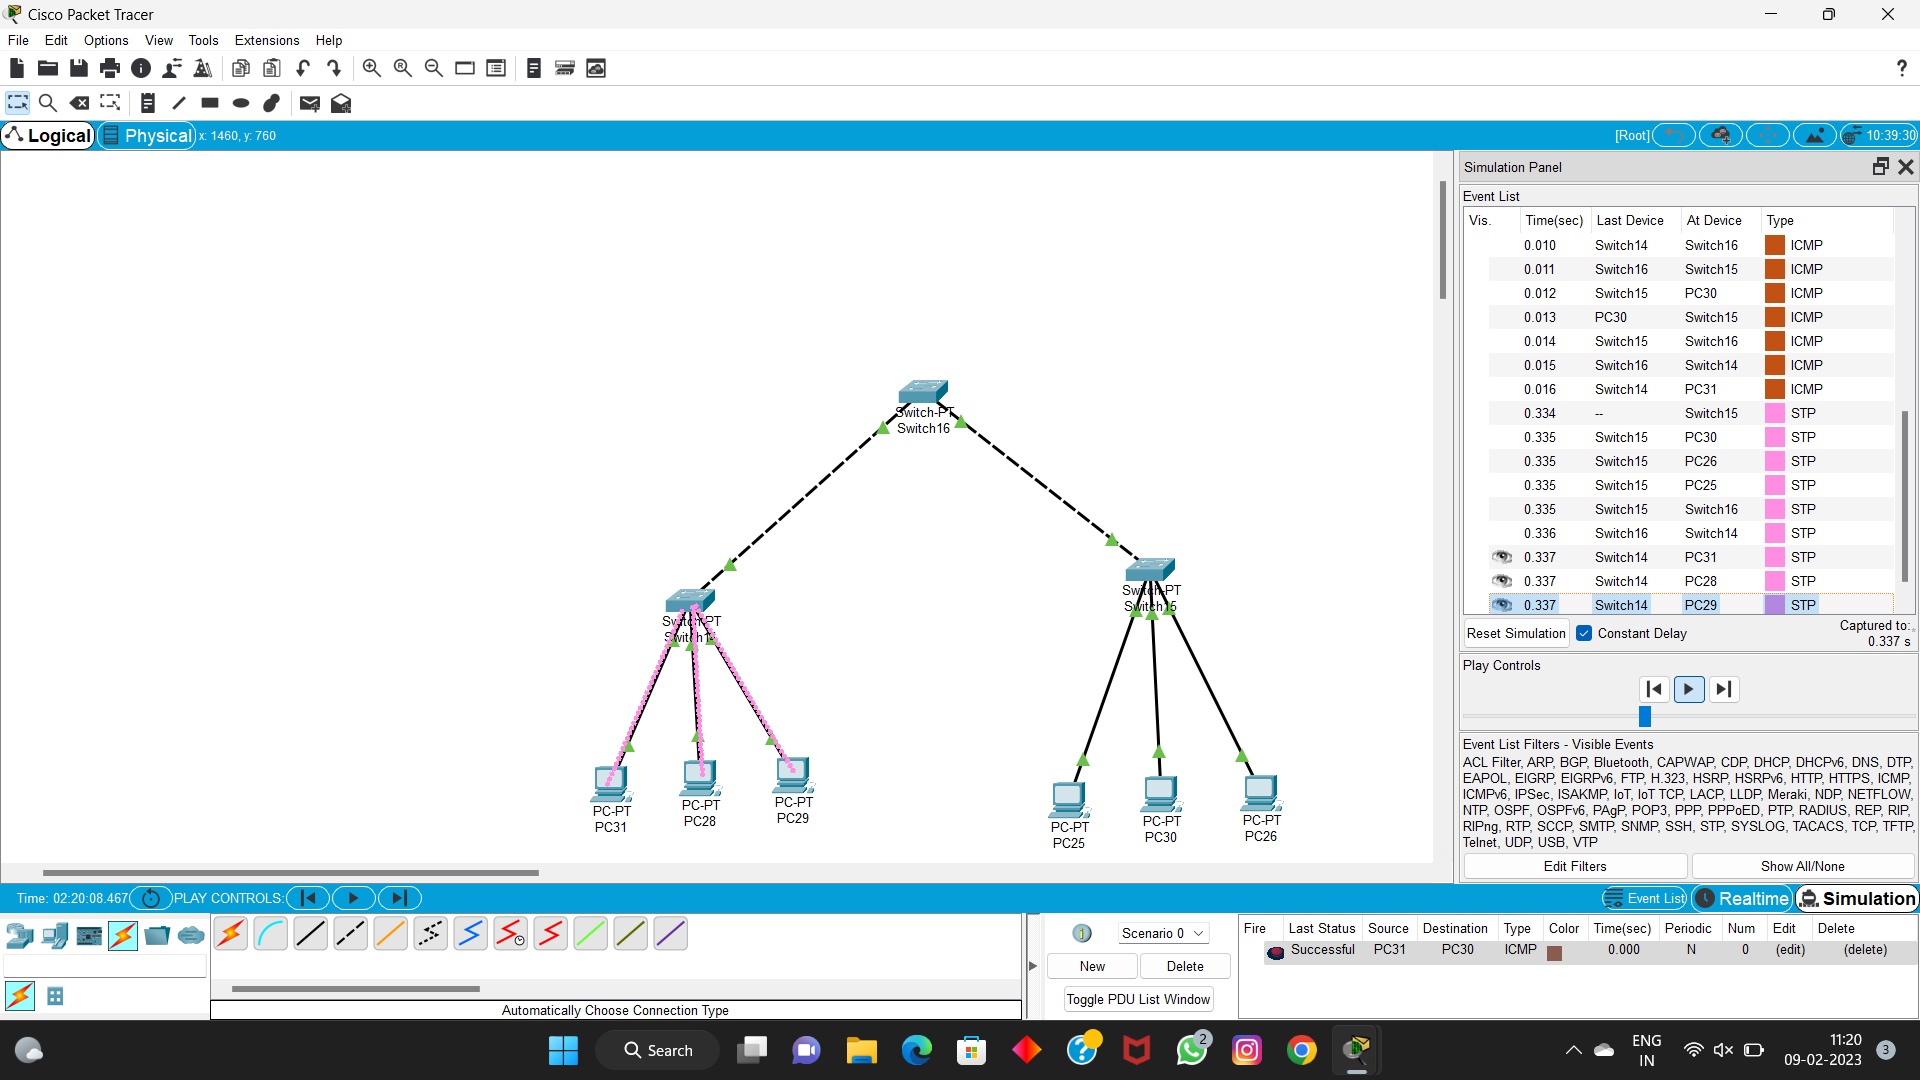 Cisco Packet Tracer
File Edit Options View Tools Extensions Help
Logical Physical x: 1460, y: 760 [Root] 10:39:30
Switch-PT
Switch16
Switch-PT
Switch15
Switch-PT
PC-PT
PC31
PC-PT
PC28
PC-PT
PC29
PC-PT
PC25
PC-PT
PC30
PC-PT
PC26
Simulation Panel
Event List
Vis. Time(sec) Last Device At Device Type
0.010 Switch14 Switch16 ICMP
0.011 Switch16 Switch15 ICMP
0.012 Switch15 PC30 ICMP
0.013 PC30 Switch15 ICMP
0.014 Switch15 Switch16 ICMP
0.015 Switch16 Switch14 ICMP
0.016 Switch14 PC31 ICMP
0.334 -- Switch15 STP
0.335 Switch15 PC30 STP
0.335 Switch15 PC26 STP
0.335 Switch15 PC25 STP
0.335 Switch15 Switch16 STP
0.336 Switch16 Switch14 STP
0.337 Switch14 PC31 STP
0.337 Switch14 PC28 STP
0.337 Switch14 PC29 STP
Reset Simulation Constant Delay Captured to:
0.337 s
Play Controls
Event List Filters - Visible Events
ACL Filter, ARP, BGP, Bluetooth, CAPWAP, CDP, DHCP, DHCPv6, DNS, DTP,
EAPOL, EIGRP, EIGRPv6, FTP, H.323, HSRP, HSRPv6, HTTP, HTTPS, ICMP,
ICMPv6, IPSec, ISAKMP, IoT, IoT TCP, LACP, LLDP, Meraki, NDP, NETFLOW,
NTP, OSPF, OSPFv6, PAgP, POP3, PPP, PPPoED, PTP, RADIUS, REP, RIP,
RIPng, RTP, SCCP, SMTP, SNMP, SSH, STP, SYSLOG, TACACS, TCP, TFTP,
Telnet, UDP, USB, VTP
Edit Filters Show All/None
Time: 02:20:08.467 PLAY CONTROLS: Event List Realtime Simulation
Scenario 0
New Delete
Toggle PDU List Window
Fire Last Status Source Destination Type Color Time(sec) Periodic Num Edit Delete
Successful PC31 PC30 ICMP 0.000 N 0 (edit) (delete)
Automatically Choose Connection Type
Search
2
ENG
IN
11:20
09-02-2023
3